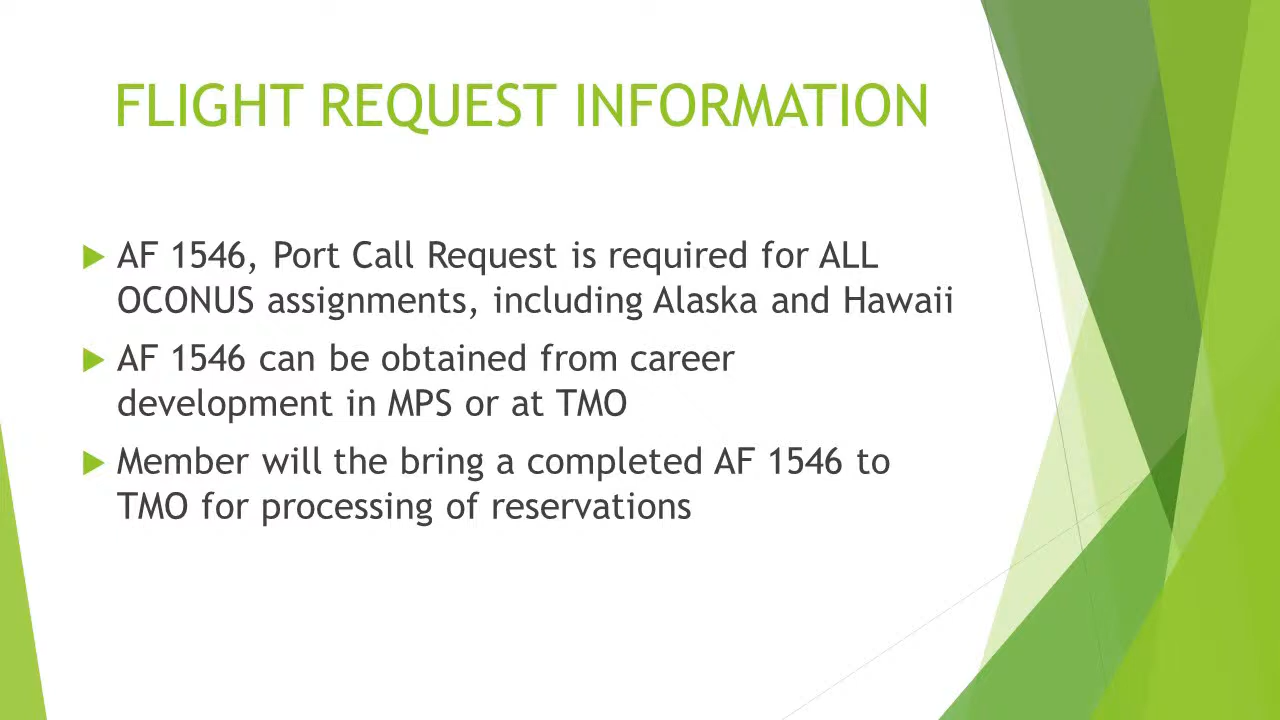 FLIGHT REQUEST INFORMATION
AF 1546, Port Call Request is required for ALL
OCONUS assignments, including Alaska and Hawaii
AF 1546 can be obtained from career
development in MPS or at TMO
Member will the bring a completed AF 1546 to
TMO for processing of reservations